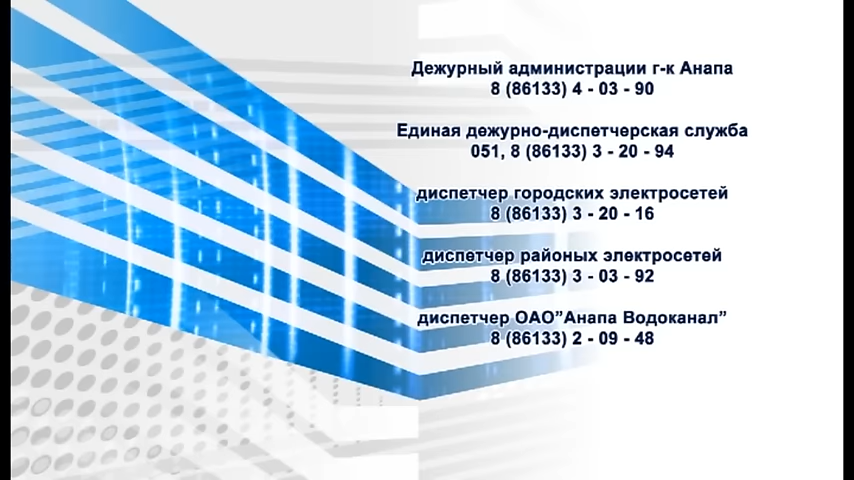 Дежурный администрации г-к Анапа
8 (86133) 4 - 03 - 90
Единая дежурно-диспетчерская служба
051, 8 (86133) 3 - 20 - 94
диспетчер городских электросетей
8 (86133) 3 - 20 - 16
диспетчер районых электросетей
8 (86133) 3 - 03 - 92
диспетчер ОАО”Анапа Водоканал”
8 (86133) 2 - 09 - 48